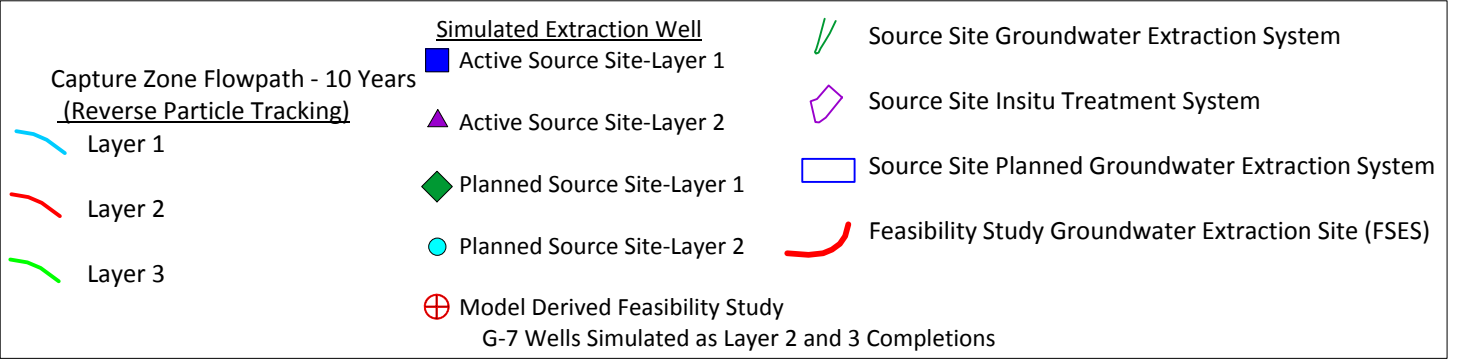 Capture Zone Flowpath - 10 Years
(Reverse Particle Tracking)
Layer 1
Layer 2
Layer 3
Simulated Extraction Well
Active Source Site-Layer 1
Active Source Site-Layer 2
Planned Source Site-Layer 1
Planned Source Site-Layer 2
Model Derived Feasibility Study
G-7 Wells Simulated as Layer 2 and 3 Completions
Source Site Groundwater Extraction System
Source Site Insitu Treatment System
Source Site Planned Groundwater Extraction System
Feasibility Study Groundwater Extraction Site (FSES)